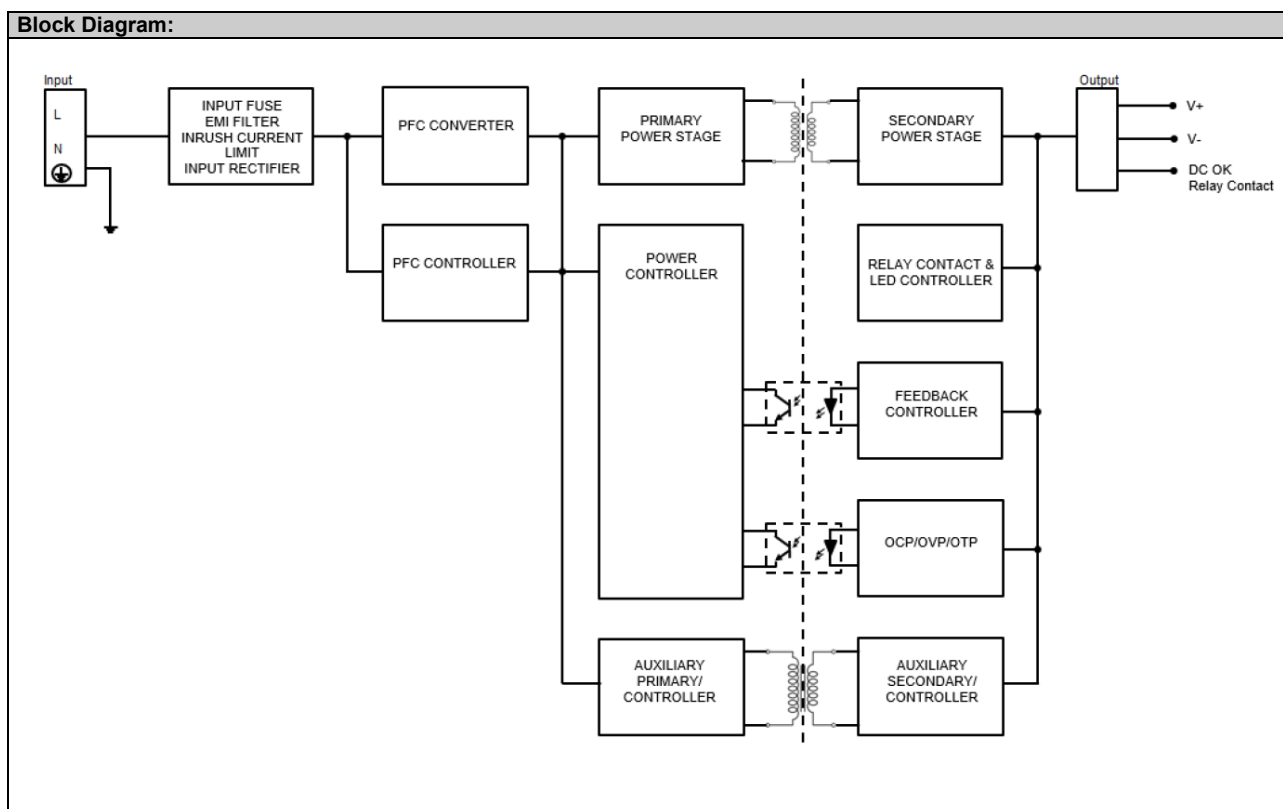 Block Diagram:
Input
L
N
INPUT FUSE
EMI FILTER
INRUSH CURRENT
LIMIT
INPUT RECTIFIER
PFC CONVERTER
PRIMARY
POWER STAGE
SECONDARY
POWER STAGE
Output
V+
V-
DC OK
Relay Contact
PFC CONTROLLER
POWER
CONTROLLER
RELAY CONTACT &
LED CONTROLLER
FEEDBACK
CONTROLLER
OCP/OVP/OTP
AUXILIARY
PRIMARY/
CONTROLLER
AUXILIARY
SECONDARY/
CONTROLLER